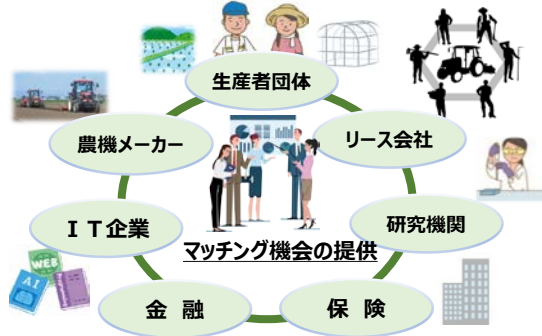 生産者団体
農機メーカー
リース会社
ＩＴ企業
研究機関
マッチング機会の提供
金 融
保 険
WEB
AI